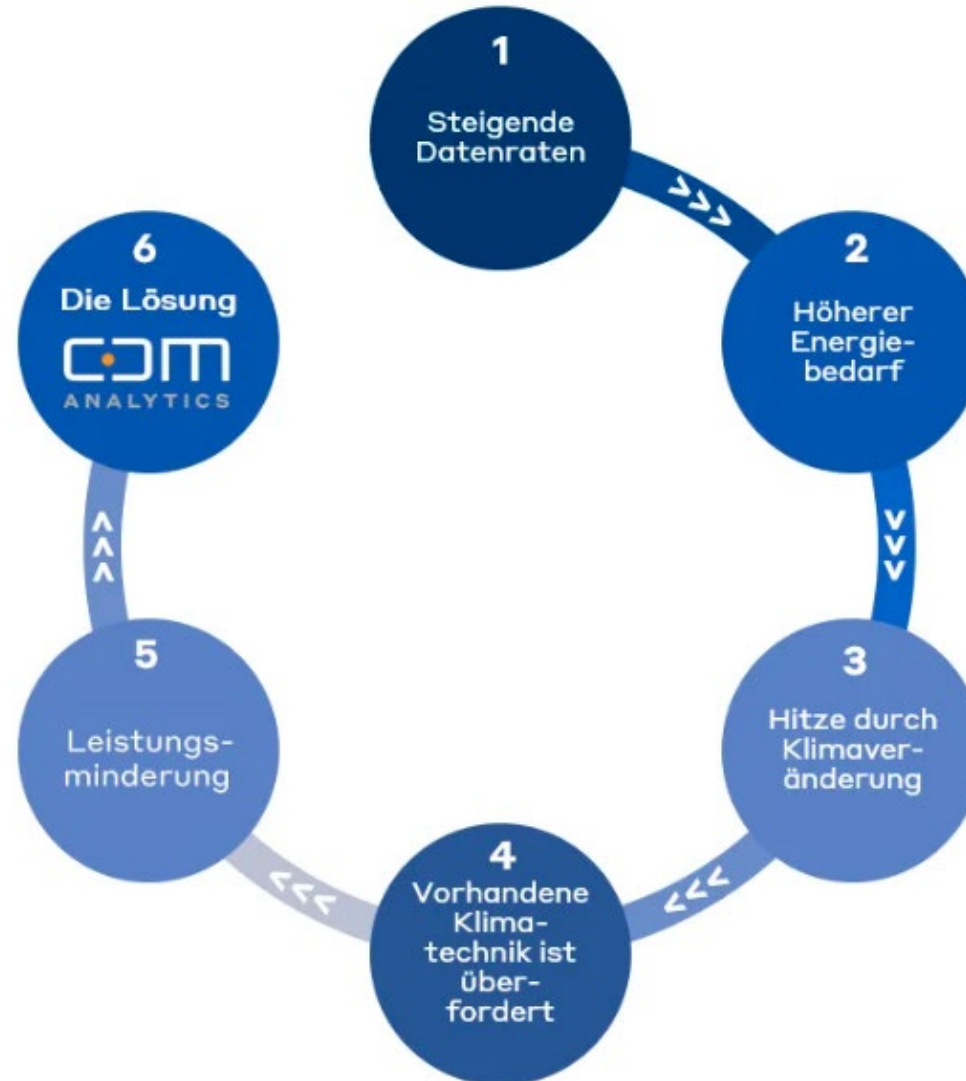 1
Steigende
Datenraten
2
Höherer
Energie-
bedarf
3
Hitze durch
Klimaver-
änderung
4
Vorhandene
Klima-
technik ist
über-
fordert
5
Leistungs-
minderung
6
Die Lösung
COM
ANALYTICS